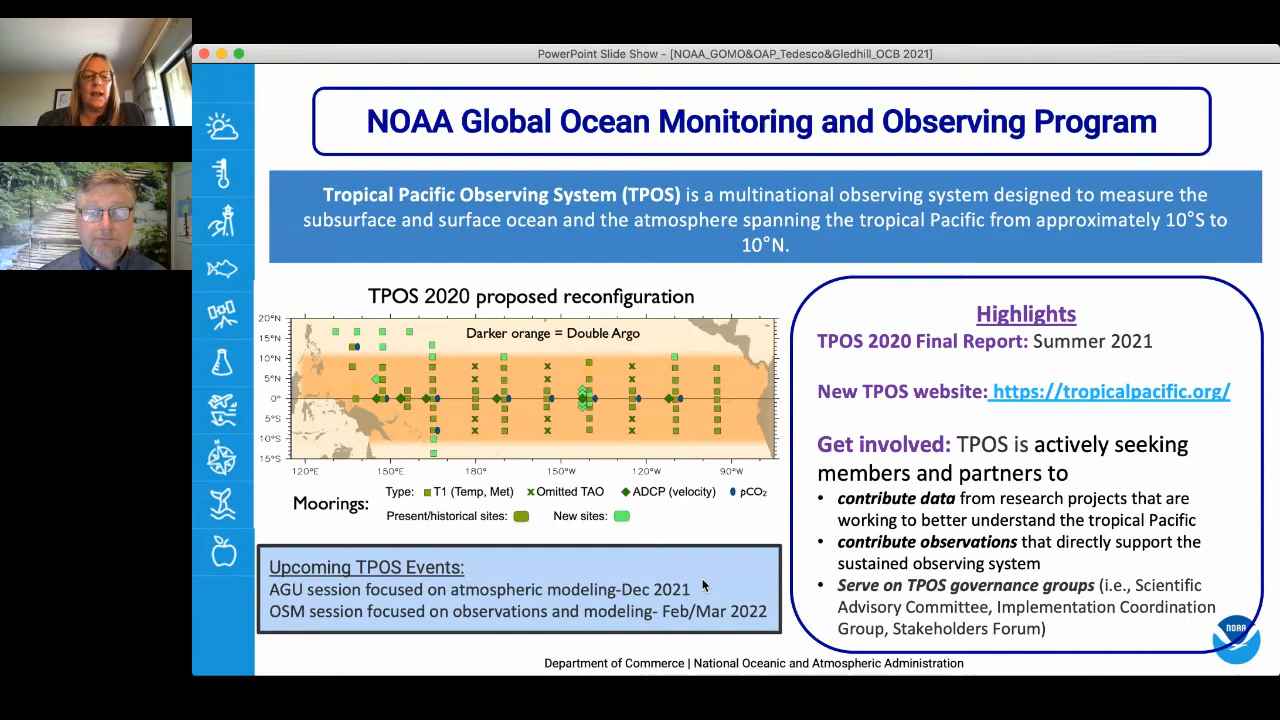 PowerPoint Slide Show - [NOAA_GOMO&OAP_Tedesco&Gledhill_OCB 2021]
NOAA Global Ocean Monitoring and Observing Program
Tropical Pacific Observing System (TPOS) is a multinational observing system designed to measure the
subsurface and surface ocean and the atmosphere spanning the tropical Pacific from approximately 10°S to
10°N.
TPOS 2020 proposed reconfiguration
Darker orange = Double Argo
20°N
15°N
10°N
5°N
0°
5°S
10°S
15°S
120°E 150°E 180° 150°W 120°W 90°W
Moorings:
Type: T1 (Temp, Met) Omitted TAO ADCP (velocity) pCO₂
Present/historical sites: New sites:
Upcoming TPOS Events:
AGU session focused on atmospheric modeling-Dec 2021
OSM session focused on observations and modeling- Feb/Mar 2022
Highlights
TPOS 2020 Final Report: Summer 2021
New TPOS website: https://tropicalpacific.org/
Get involved: TPOS is actively seeking
members and partners to
• contribute data from research projects that are
working to better understand the tropical Pacific
• contribute observations that directly support the
sustained observing system
• Serve on TPOS governance groups (i.e., Scientific
Advisory Committee, Implementation Coordination
Group, Stakeholders Forum)
NOAA
Department of Commerce | National Oceanic and Atmospheric Administration